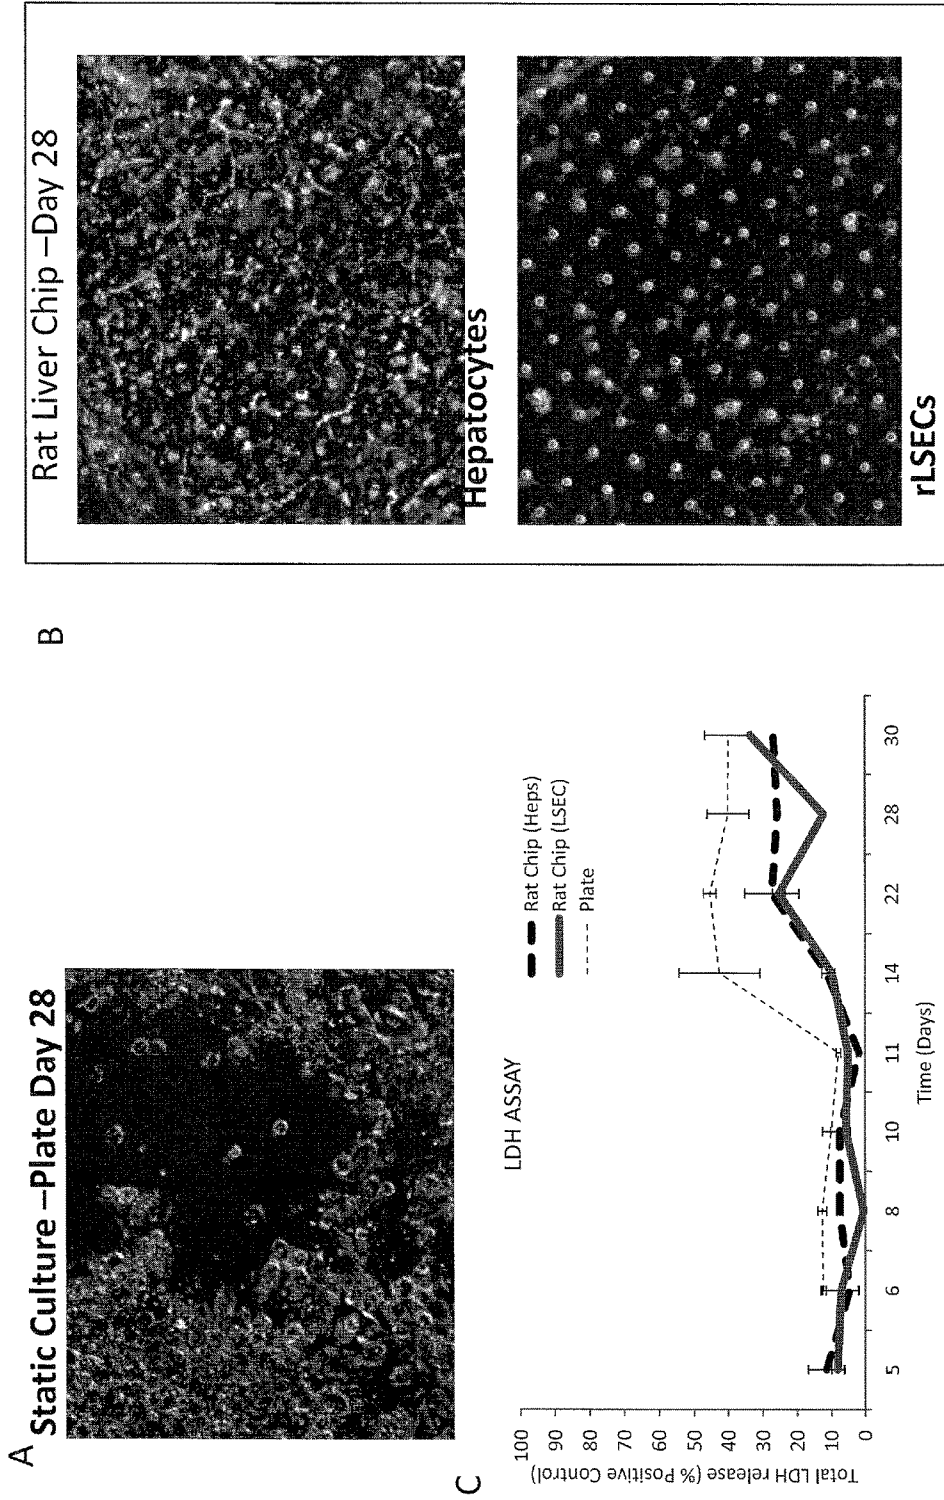 A
Static Culture –Plate Day 28
B
Rat Liver Chip –Day 28
Hepatocytes
rLSECs
C
LDH ASSAY
Rat Chip (Heps)
Rat Chip (LSEC)
Plate
Total LDH release (% Positive Control)
100
90
80
70
60
50
40
30
20
10
0
5 6 8 10 11 14 22 28 30
Time (Days)